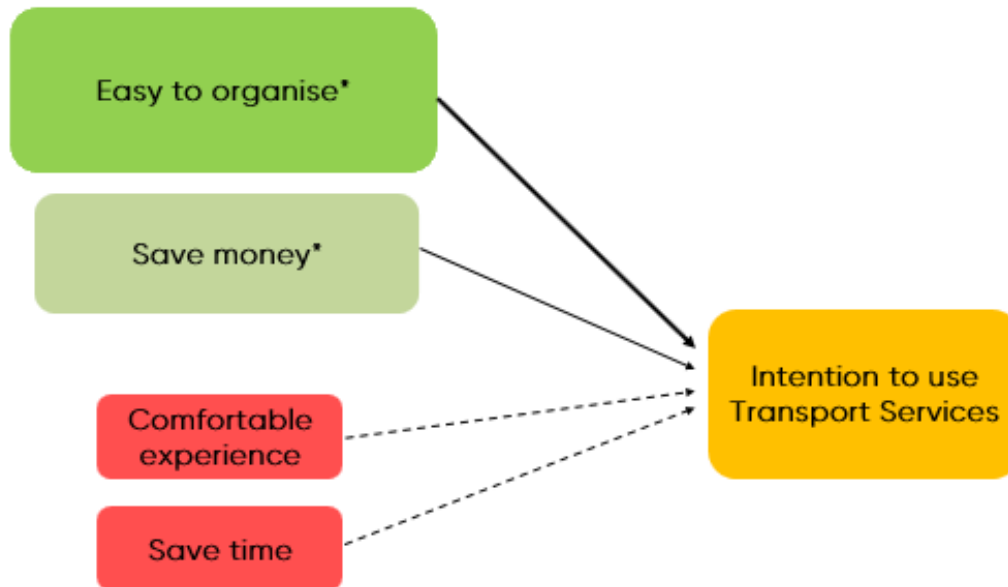 Easy to organise*
Save money*
Comfortable
experience
Save time
Intention to use
Transport Services